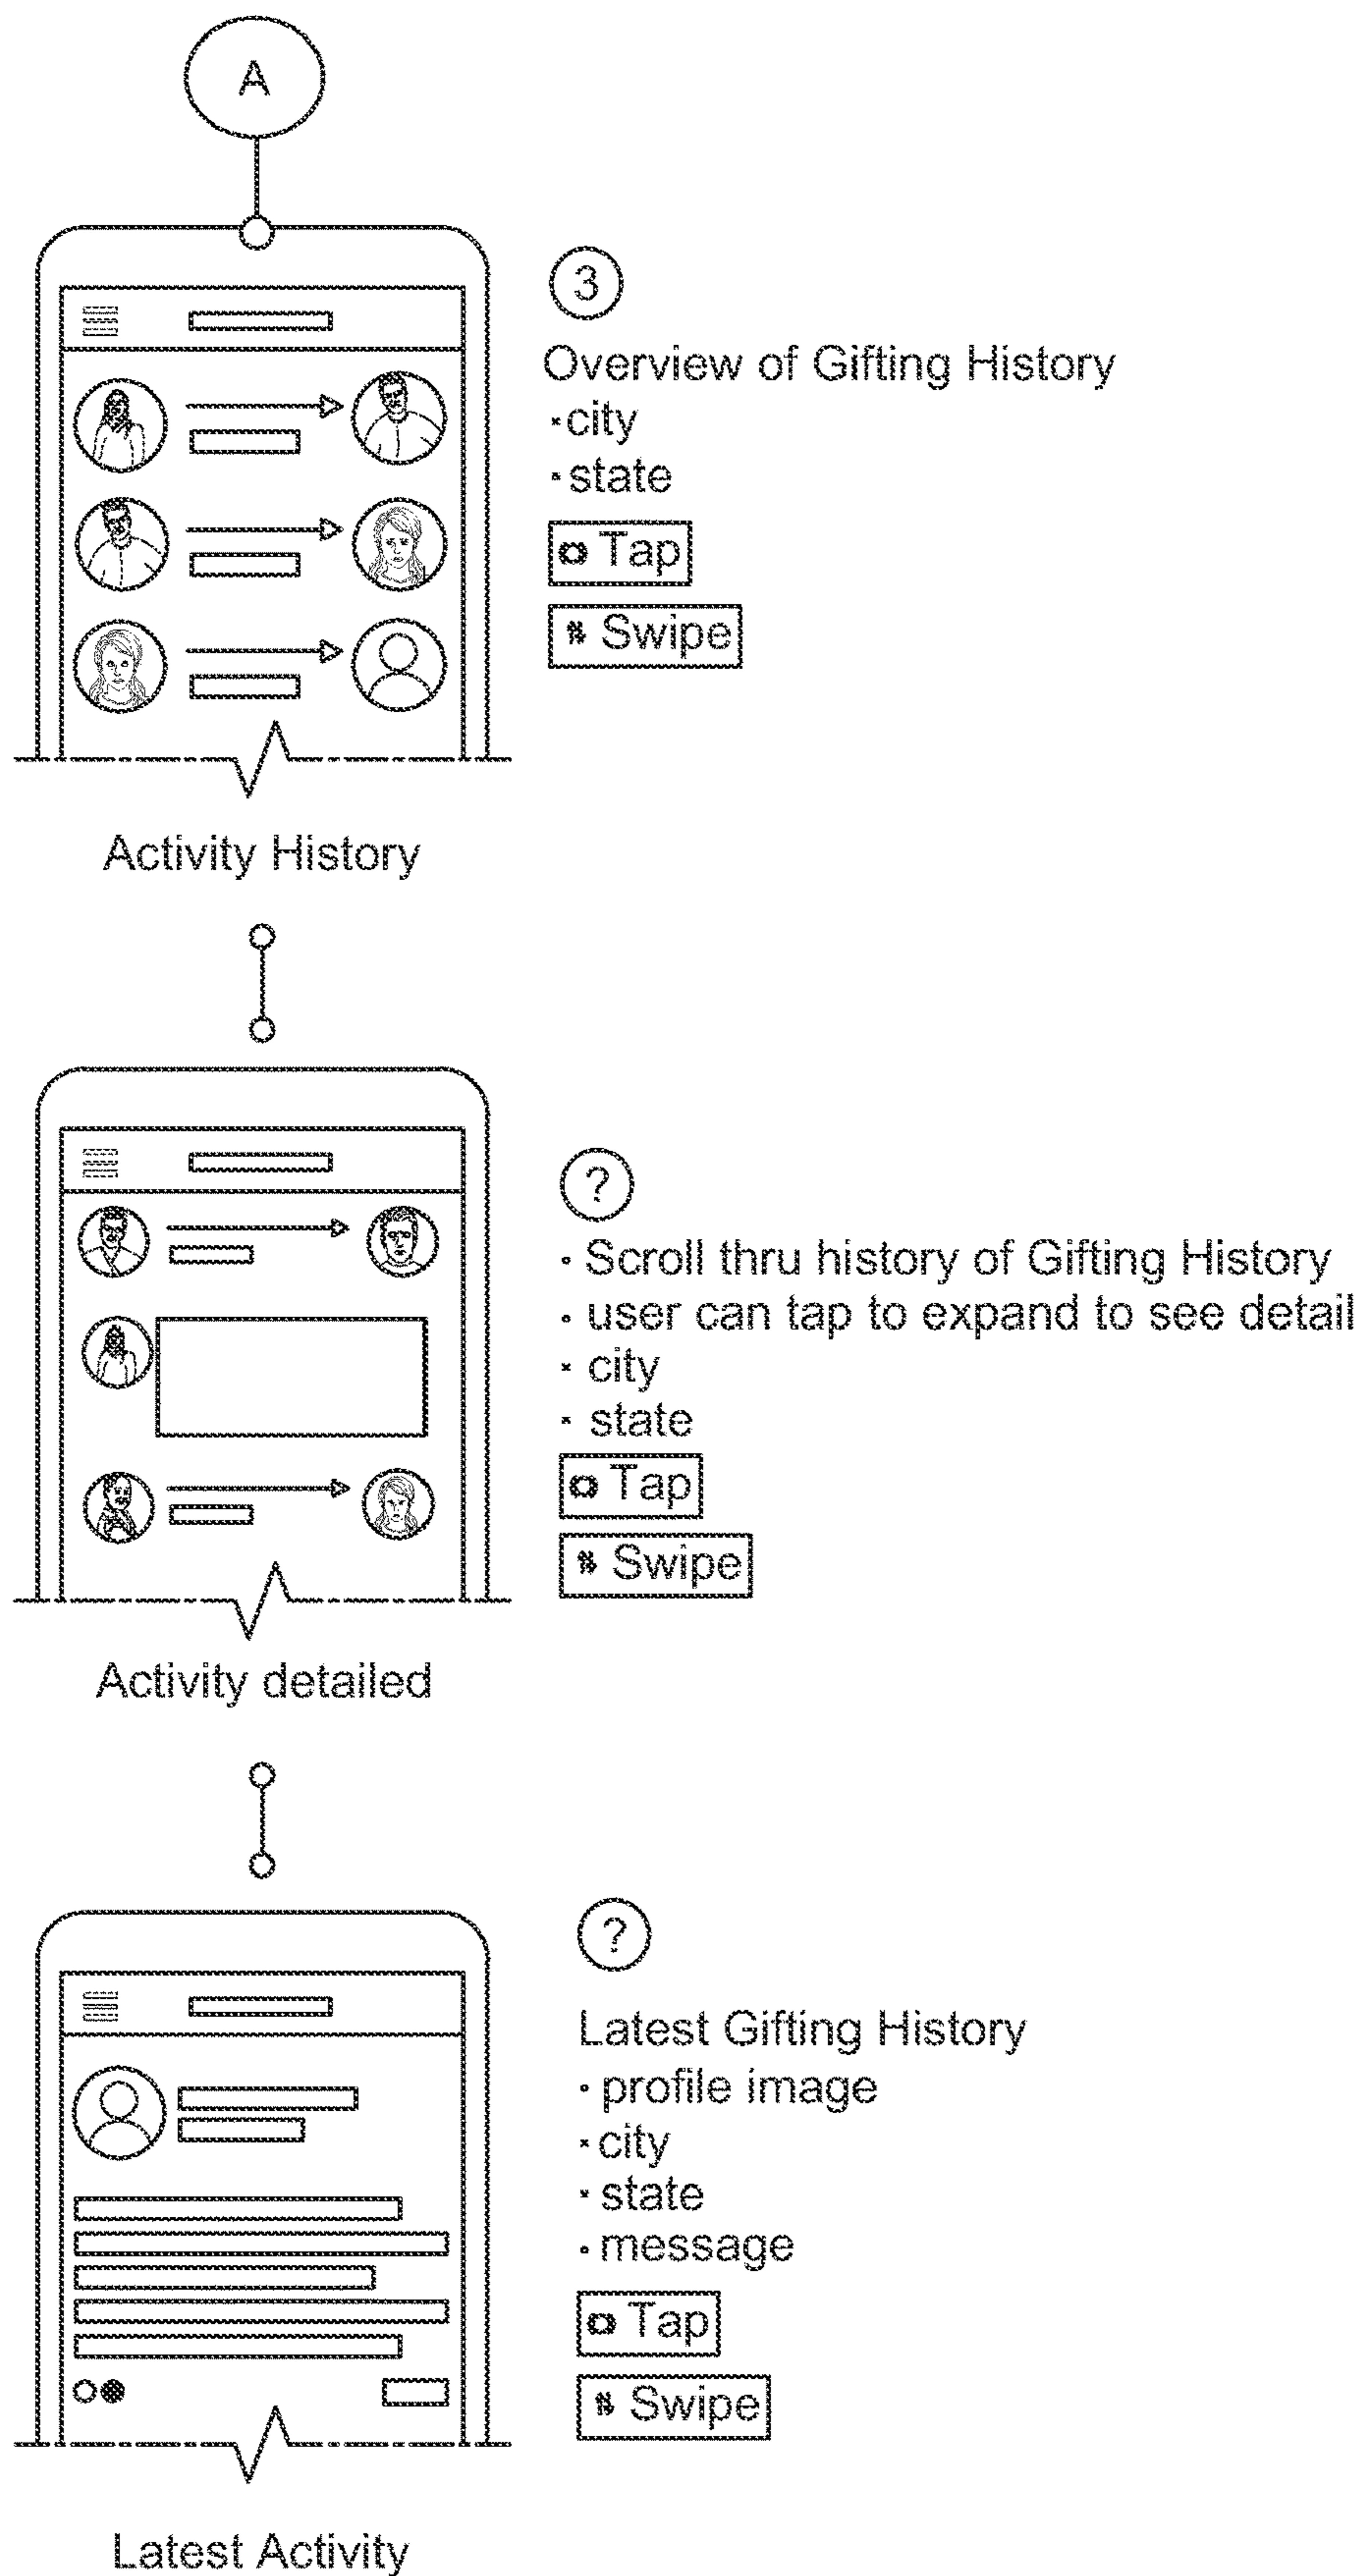 A
3
Overview of Gifting History
· city
· state
Tap
Swipe
Activity History
?
· Scroll thru history of Gifting History
· user can tap to expand to see detail
· city
· state
Tap
Swipe
Activity detailed
?
Latest Gifting History
· profile image
· city
· state
· message
Tap
Swipe
Latest Activity